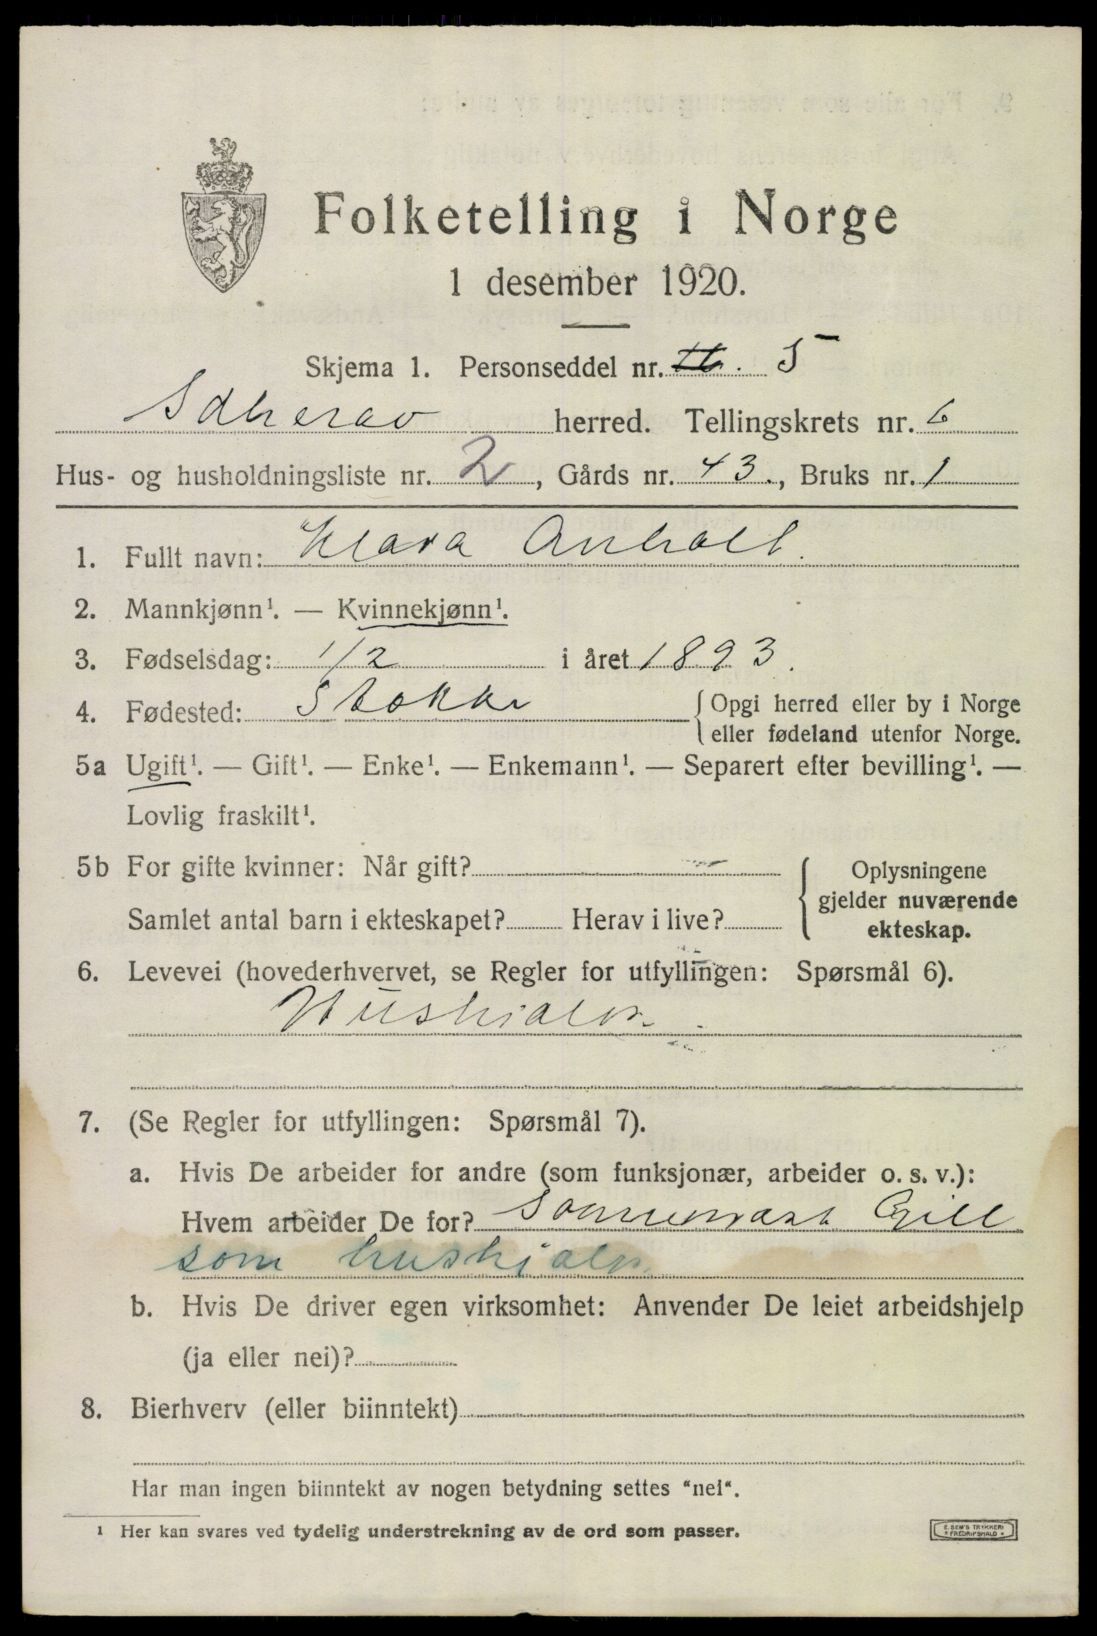 Folketelling i Norge
1 desember 1920.
Skjema 1. Personseddel nr. 5
Sdherav herred. Tellingskrets nr. 6
Hus- og husholdningsliste nr. 2, Gårds nr. 43., Bruks nr. 1
1. Fullt navn: Klara Anholt.
2. Mannkjønn¹. — Kvinnekjønn¹.
3. Fødselsdag: 1/2 i året 1893.
4. Fødested: Stokke {Opgi herred eller by i Norge
eller fødeland utenfor Norge.
5a Ugift¹. — Gift¹. — Enke¹. — Enkemann¹. — Separert efter bevilling¹. —
Lovlig fraskilt¹.
5b For gifte kvinner: Når gift?
Samlet antal barn i ekteskapet? Herav i live?
{Oplysningene
gjelder nuværende
ekteskap.
6. Levevei (hovederhvervet, se Regler for utfyllingen: Spørsmål 6).
Hushjalp.
7. (Se Regler for utfyllingen: Spørsmål 7).
a. Hvis De arbeider for andre (som funksjonær, arbeider o. s. v.):
Hvem arbeider De for? Egill
som hushjalp.
b. Hvis De driver egen virksomhet: Anvender De leiet arbeidshjelp
(ja eller nei)?
8. Bierhverv (eller biinntekt)
Har man ingen biinntekt av nogen betydning settes "nei".
¹ Her kan svares ved tydelig understrekning av de ord som passer.
E. SEM'S TRYKKERI
FREDRIKSHALD